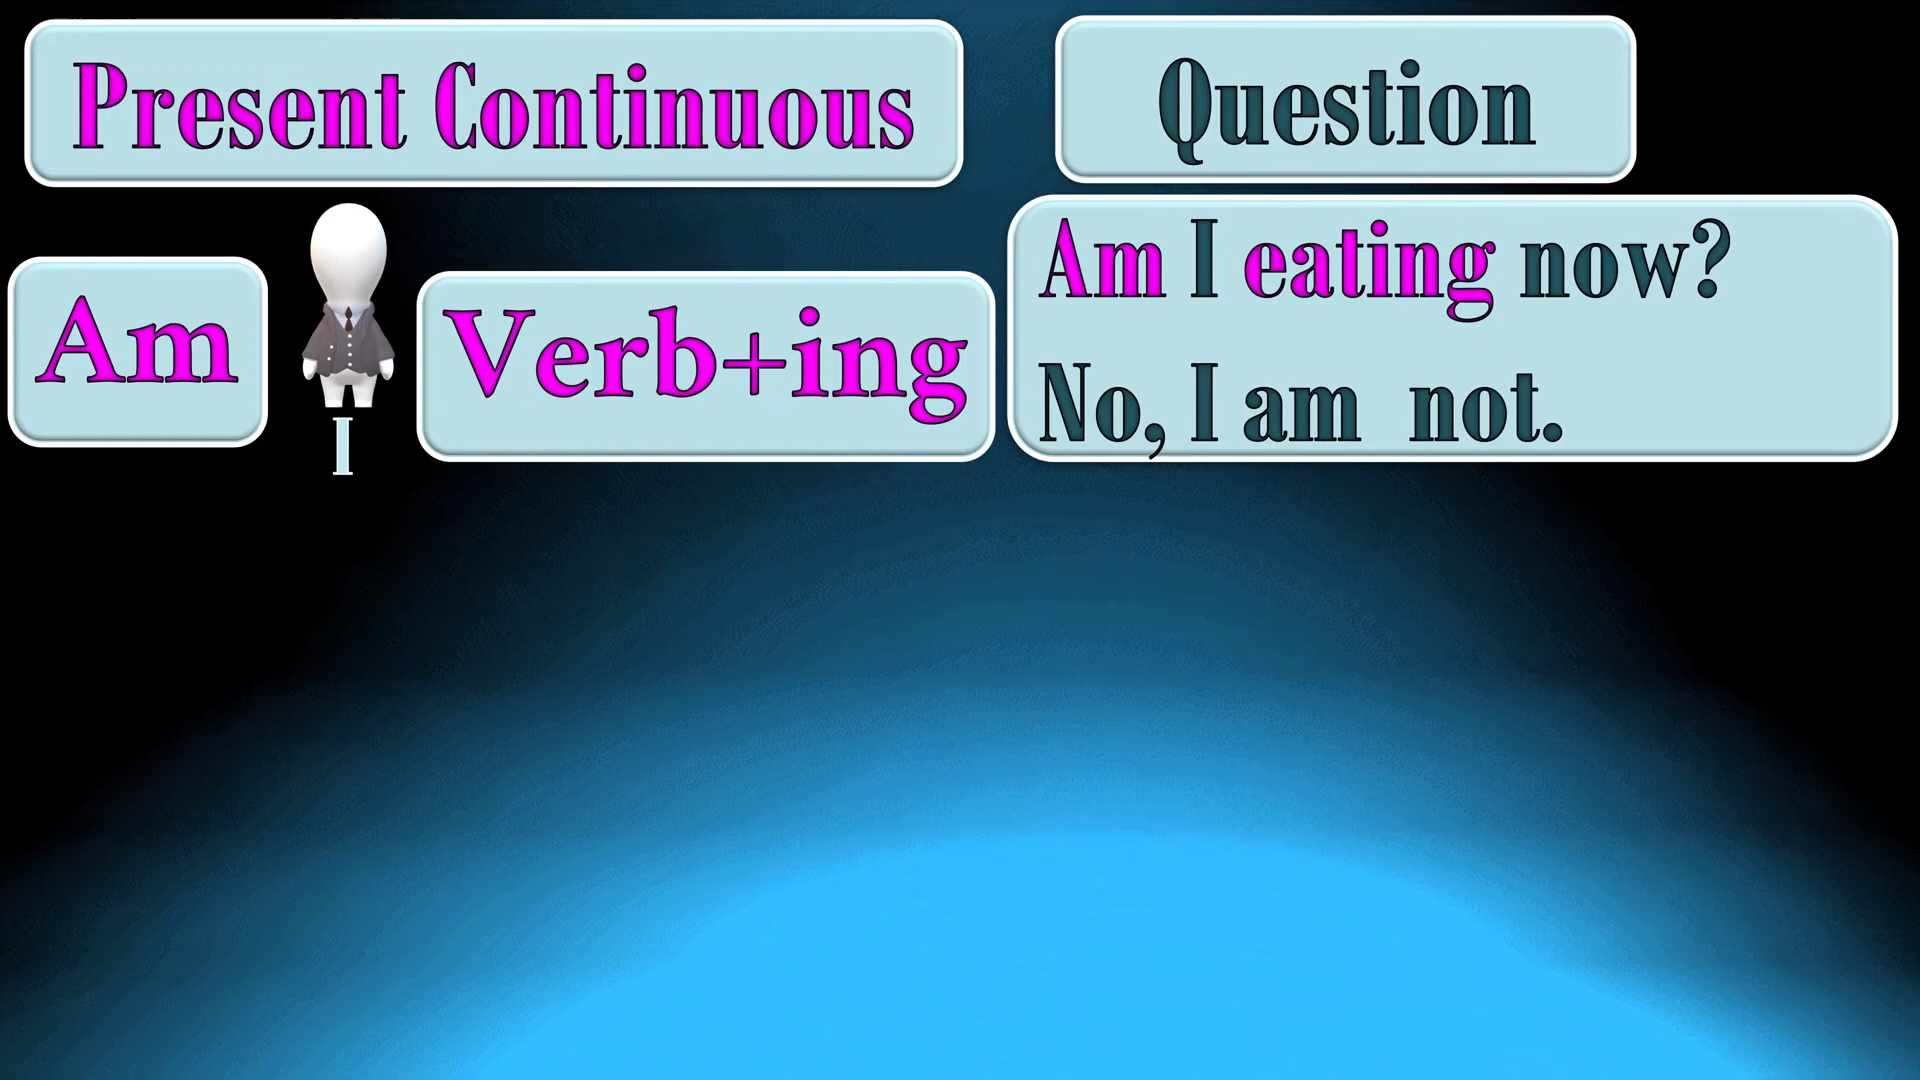 Present Continuous
Question
Am
I
Verb+ing
Am I eating now?
No, I am not.